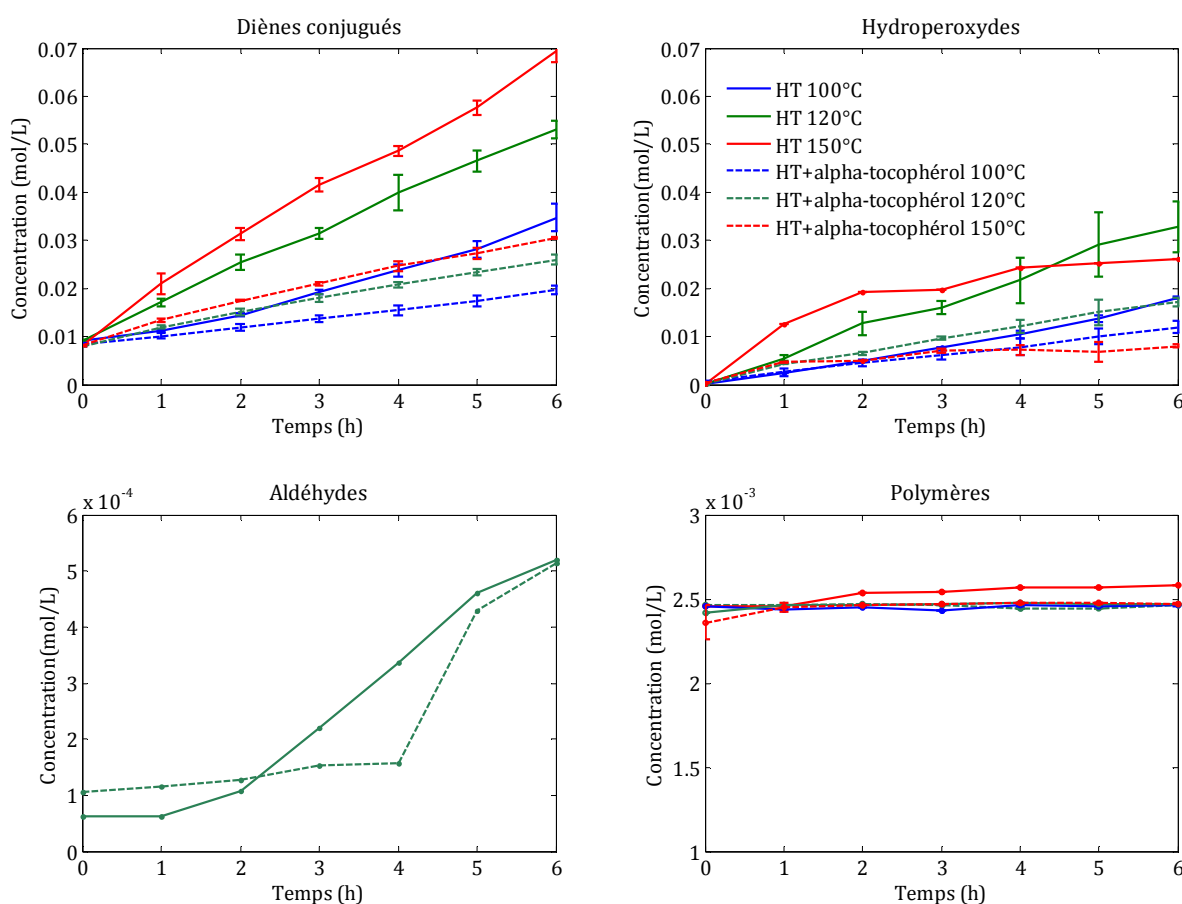 Diènes conjugués
0.07
0.06
0.05
0.04
0.03
0.02
0.01
0
Concentration (mol/L)
0 1 2 3 4 5 6
Temps (h)
Hydroperoxydes
0.07
0.06
0.05
0.04
0.03
0.02
0.01
0
Concentration(mol/L)
HT 100°C
HT 120°C
HT 150°C
HT+alpha-tocophérol 100°C
HT+alpha-tocophérol 120°C
HT+alpha-tocophérol 150°C
0 1 2 3 4 5 6
Temps (h)
Aldéhydes
x 10-4
6
5
4
3
2
1
0
Concentration(mol/L)
0 1 2 3 4 5 6
Temps (h)
Polymères
x 10-3
3
2.5
2
1.5
1
Concentration (mol/L)
0 1 2 3 4 5 6
Temps (h)